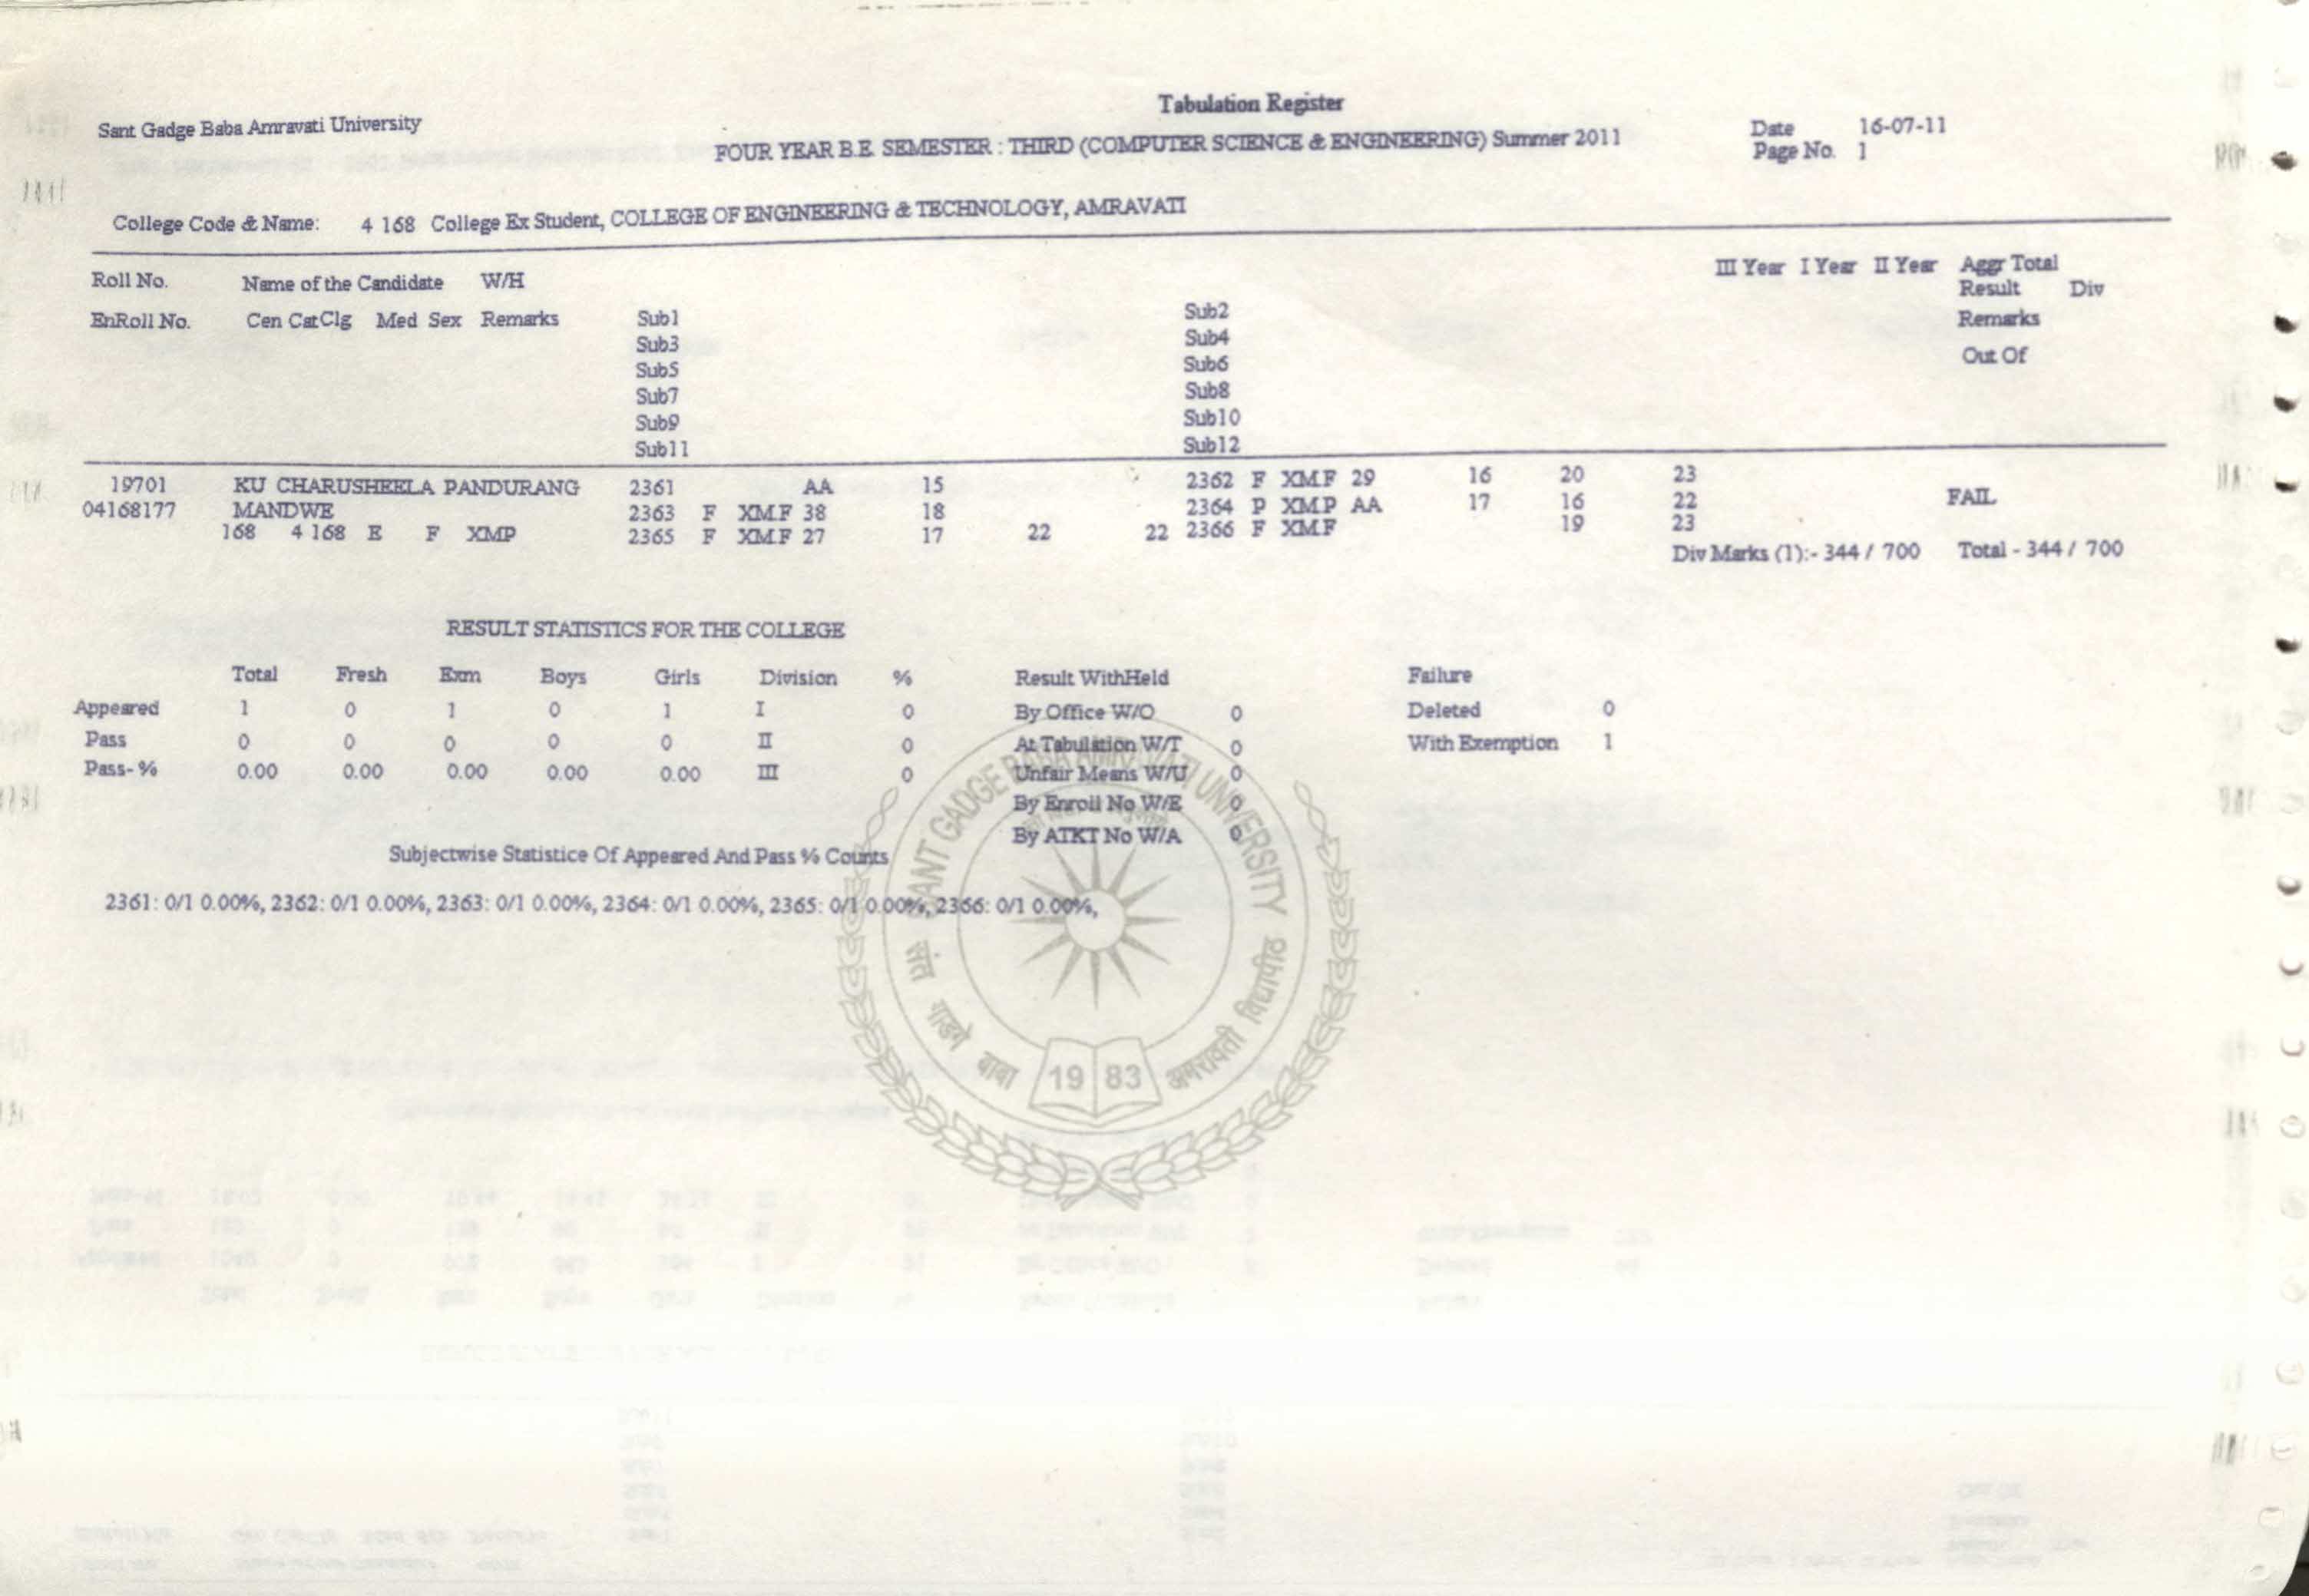 Tabulation Register
Sant Gadge Baba Amravati University
FOUR YEAR B.E. SEMESTER : THIRD (COMPUTER SCIENCE & ENGINEERING) Summer 2011
Date 16-07-11
Page No. 1
College Code & Name: 4 168 College Ex Student, COLLEGE OF ENGINEERING & TECHNOLOGY, AMRAVATI
Roll No. Name of the Candidate W/H III Year I Year II Year Aggr Total
Result Div
EnRoll No. Cen Cat Clg Med Sex Remarks Sub1 Sub2 Remarks
Sub3 Sub4
Sub5 Sub6 Out Of
Sub7 Sub8
Sub9 Sub10
Sub11 Sub12
19701 KU CHARUSHEELA PANDURANG 2361 AA 15 2362 F XM.F 29 16 20 23
04168177 MANDWE 2363 F XM.F 38 18 2364 P XM.P AA 17 16 22 FAIL
168 4 168 E F XM.P 2365 F XM.F 27 17 22 22 2366 F XM.F 19 23
Div Marks (1):- 344 / 700 Total - 344 / 700
RESULT STATISTICS FOR THE COLLEGE
Total Fresh Exm Boys Girls Division % Result WithHeld Failure
Appeared 1 0 1 0 1 I 0 By Office W/O 0 Deleted 0
Pass 0 0 0 0 0 II 0 At Tabulation W/T 0 With Exemption 1
Pass-% 0.00 0.00 0.00 0.00 0.00 III 0 Unfair Means W/U 0
By Enroll No W/E 0
By ATKT No W/A 0
Subjectwise Statistice Of Appeared And Pass % Counts
2361: 0/1 0.00%, 2362: 0/1 0.00%, 2363: 0/1 0.00%, 2364: 0/1 0.00%, 2365: 0/1 0.00%, 2366: 0/1 0.00%,
SANT GADGE BABA AMRAVATI UNIVERSITY
संत गाडगे बाबा अमरावती विद्यापीठ
19 83